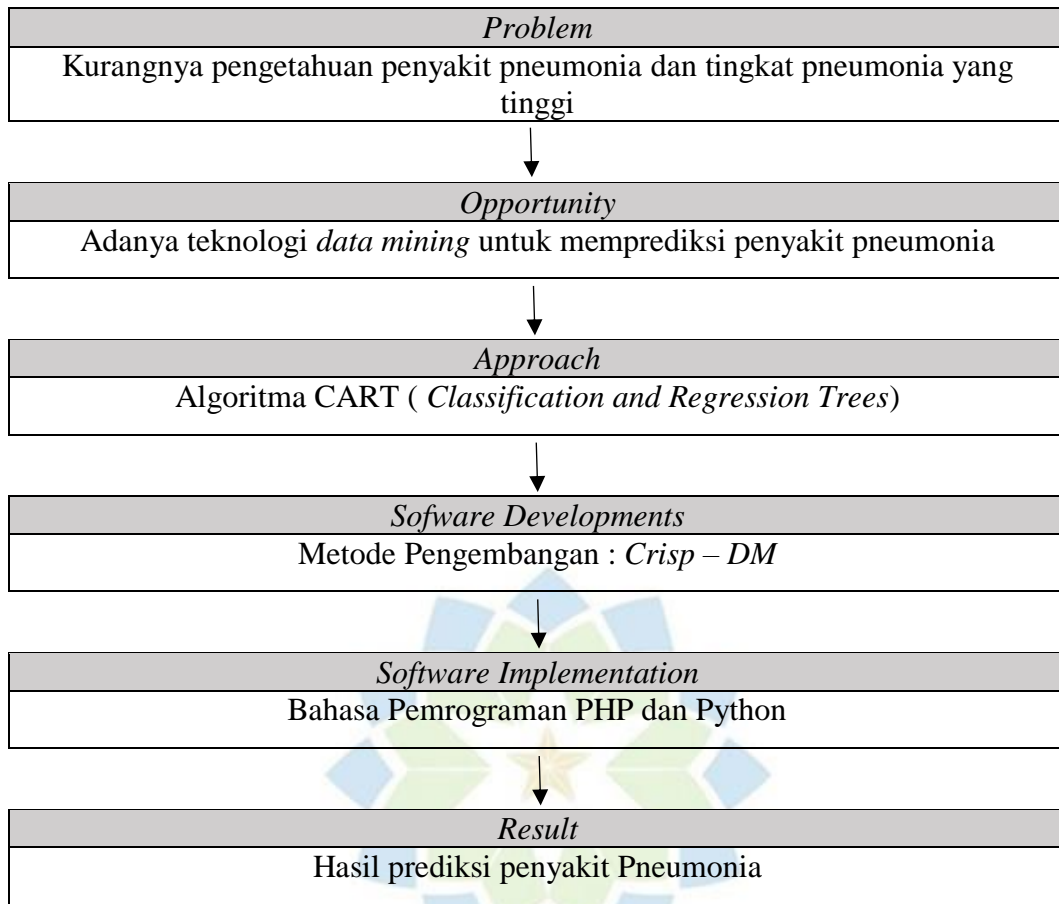 Problem
Kurangnya pengetahuan penyakit pneumonia dan tingkat pneumonia yang
tinggi
Opportunity
Adanya teknologi data mining untuk memprediksi penyakit pneumonia
Approach
Algoritma CART ( Classification and Regression Trees)
Sofware Developments
Metode Pengembangan : Crisp – DM
Software Implementation
Bahasa Pemrograman PHP dan Python
Result
Hasil prediksi penyakit Pneumonia